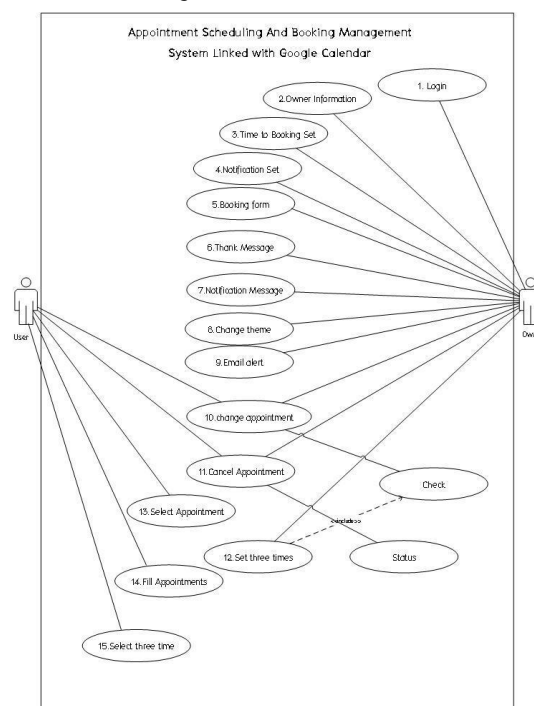 Appointment Scheduling And Booking Management
System Linked with Google Calendar
1. Login
2.Owner Information
3.Time to Booking Set
4.Notification Set
5.Booking form
6.Thank Message
7.Notification Message
8.Change theme
9.Email alert
User
10.change appointment
11.Cancel Appointment
Check
13.Select Appointment
<<include>>
12.Set three times
Status
14.Fill Appointments
15.Select three time